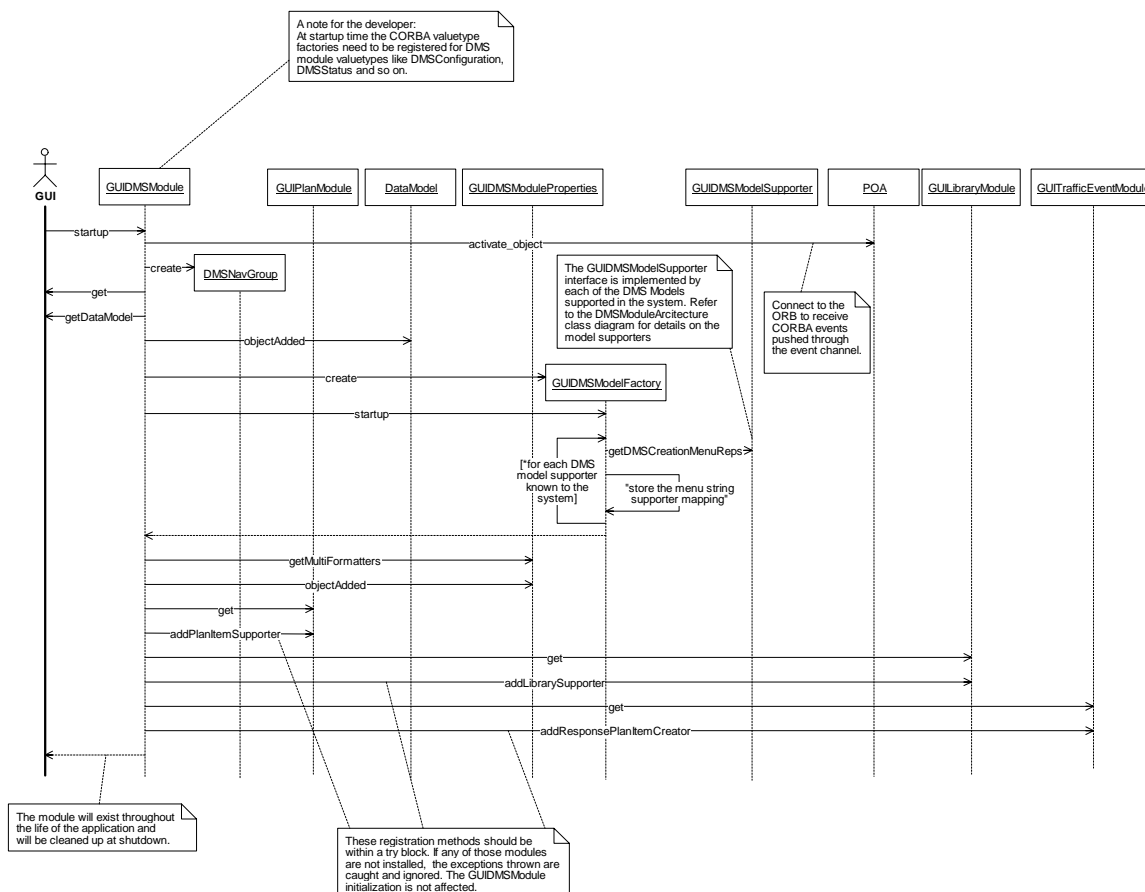 A note for the developer:
At startup time the CORBA valuetype
factories need to be registered for DMS
module valuetypes like DMSConfiguration,
DMSStatus and so on.
GUI
GUIDMSModule
GUIPlanModule
DataModel
GUIDMSModuleProperties
GUIDMSModelSupporter
POA
GUILibraryModule
GUITrafficEventModule
startup
activate_object
create
DMSNavGroup
get
getDataModel
The GUIDMSModelSupporter
interface is implemented by
each of the DMS Models
supported in the system. Refer
to the DMSModuleArcitecture
class diagram for details on the
model supporters
Connect to the
ORB to receive
CORBA events
pushed through
the event channel.
objectAdded
create
GUIDMSModelFactory
startup
getDMSCreationMenuReps
[*for each DMS
model supporter
known to the
system]
"store the menu string
supporter mapping"
getMultiFormatters
objectAdded
get
addPlanItemSupporter
get
addLibrarySupporter
get
addResponsePlanItemCreator
The module will exist throughout
the life of the application and
will be cleaned up at shutdown.
These registration methods should be
within a try block. If any of those modules
are not installed, the exceptions thrown are
caught and ignored. The GUIDMSModule
initialization is not affected.